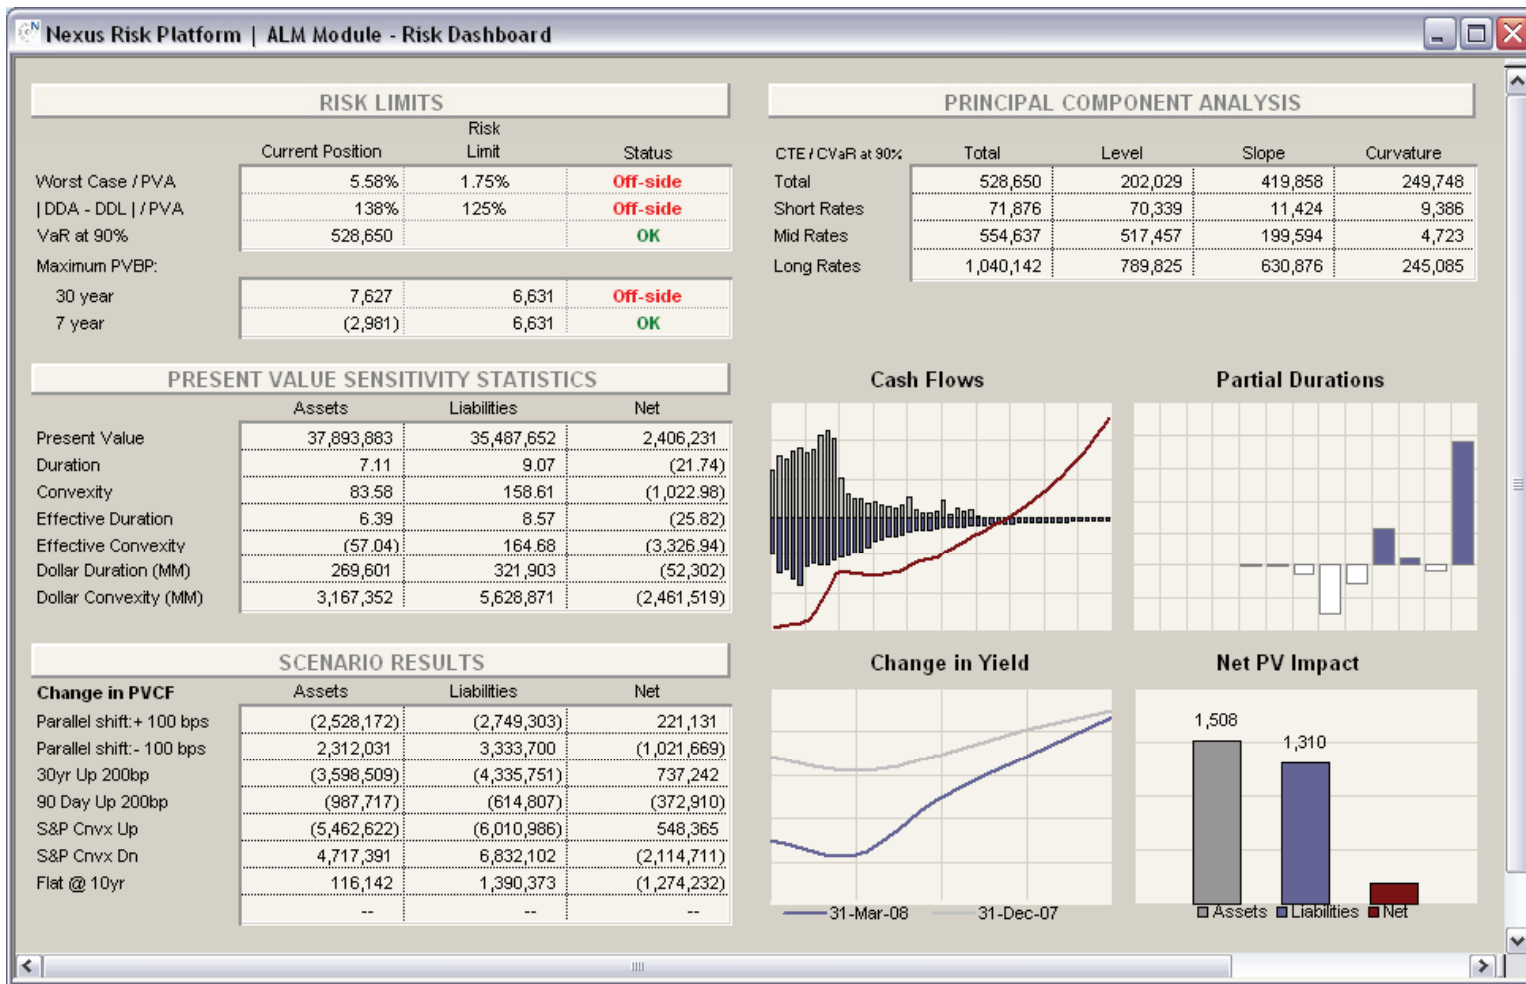 Nexus Risk Platform | ALM Module - Risk Dashboard
RISK LIMITS
Risk
Current Position Limit Status
Worst Case / PVA 5.58% 1.75% Off-side
| DDA - DDL | / PVA 138% 125% Off-side
VaR at 90% 528,650 OK
Maximum PVBP:
30 year 7,627 6,631 Off-side
7 year (2,981) 6,631 OK
PRESENT VALUE SENSITIVITY STATISTICS
Assets Liabilities Net
Present Value 37,893,883 35,487,652 2,406,231
Duration 7.11 9.07 (21.74)
Convexity 83.58 158.61 (1,022.98)
Effective Duration 6.39 8.57 (25.82)
Effective Convexity (57.04) 164.68 (3,326.94)
Dollar Duration (MM) 269,601 321,903 (52,302)
Dollar Convexity (MM) 3,167,352 5,628,871 (2,461,519)
SCENARIO RESULTS
Change in PVCF Assets Liabilities Net
Parallel shift:+ 100 bps (2,528,172) (2,749,303) 221,131
Parallel shift:- 100 bps 2,312,031 3,333,700 (1,021,669)
30yr Up 200bp (3,598,509) (4,335,751) 737,242
90 Day Up 200bp (987,717) (614,807) (372,910)
S&P Cnvx Up (5,462,622) (6,010,986) 548,365
S&P Cnvx Dn 4,717,391 6,832,102 (2,114,711)
Flat @ 10yr 116,142 1,390,373 (1,274,232)
-- -- --
PRINCIPAL COMPONENT ANALYSIS
CTE / CVaR at 90% Total Level Slope Curvature
Total 528,650 202,029 419,858 249,748
Short Rates 71,876 70,339 11,424 9,386
Mid Rates 554,637 517,457 199,594 4,723
Long Rates 1,040,142 789,825 630,876 245,085
Cash Flows
Partial Durations
Change in Yield
31-Mar-08 31-Dec-07
Net PV Impact
1,508
1,310
Assets Liabilities Net